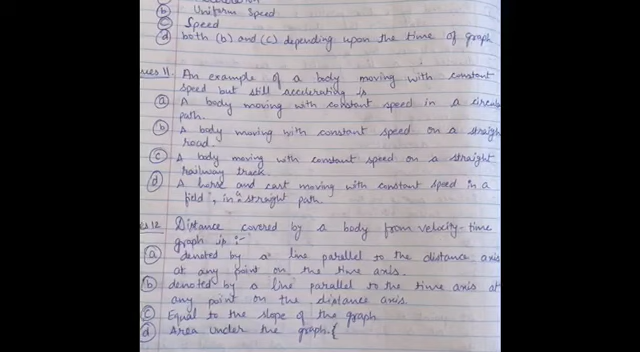 (b) Uniform Speed
(c) Speed
(d) both (b) and (c) depending upon the time of graph
ques 11. An example of a body moving with constant
speed but still accelerating is
(a) A body moving with constant speed in a circular
path.
(b) A body moving with constant speed on a straigh
road.
(c) A body moving with constant speed on a straight
railway track.
(d) A horse and cart moving with constant speed in a
field, in a straight path.
ques 12. Distance covered by a body from velocity-time
graph is :-
(a) denoted by a line parallel to the distance axis
at any point on the time axis.
(b) denoted by a line parallel to the time axis at
any point on the distance axis.
(c) Equal to the slope of the graph
(d) Area under the graph.